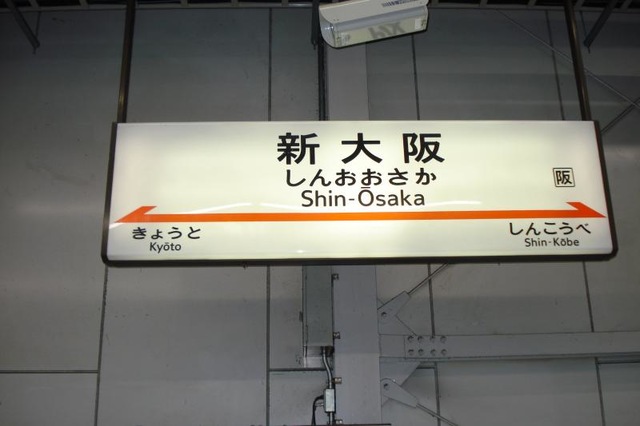 新大阪
しんおおさか
Shin-Ōsaka
阪
きょうと
Kyōto
しんこうべ
Shin-Kōbe